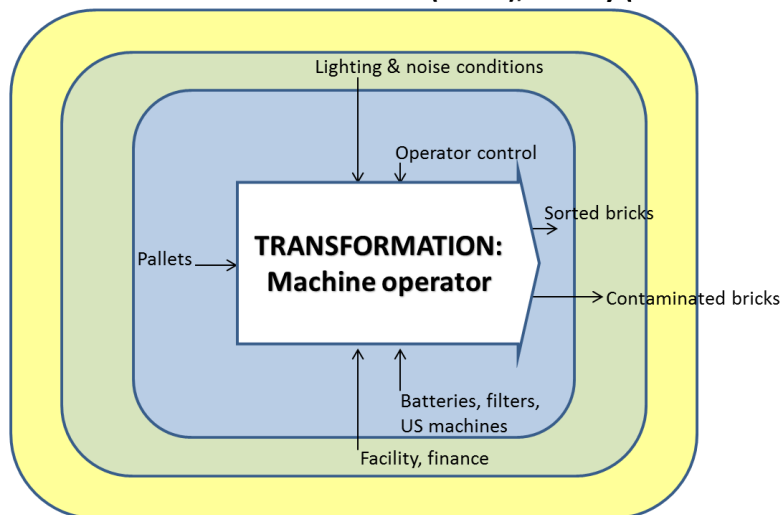 Lighting & noise conditions
Operator control
Sorted bricks
TRANSFORMATION:
Pallets
Machine operator
Contaminated bricks
Batteries, filters,
US machines
Facility, finance